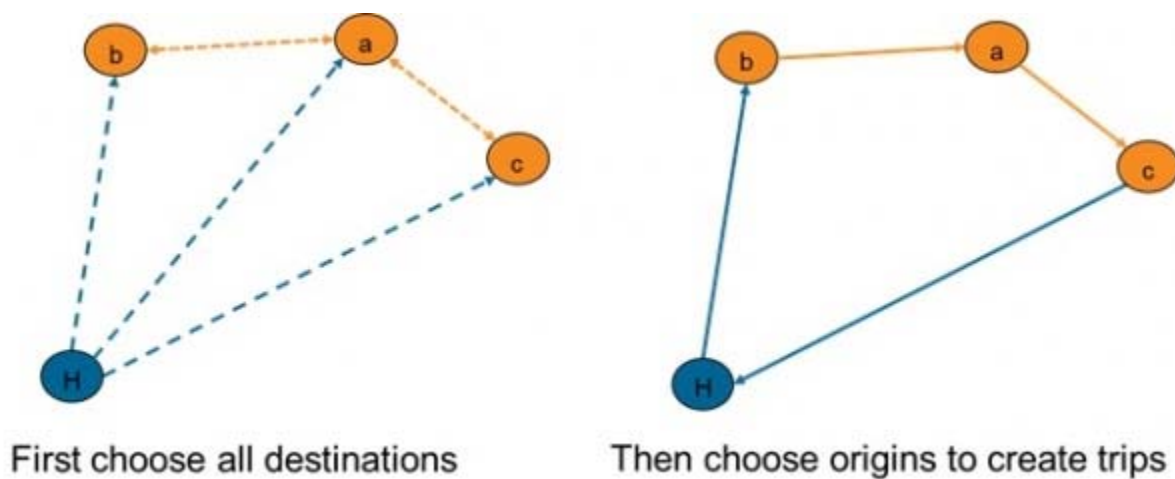 b
a
c
H
First choose all destinations
b
a
c
H
Then choose origins to create trips